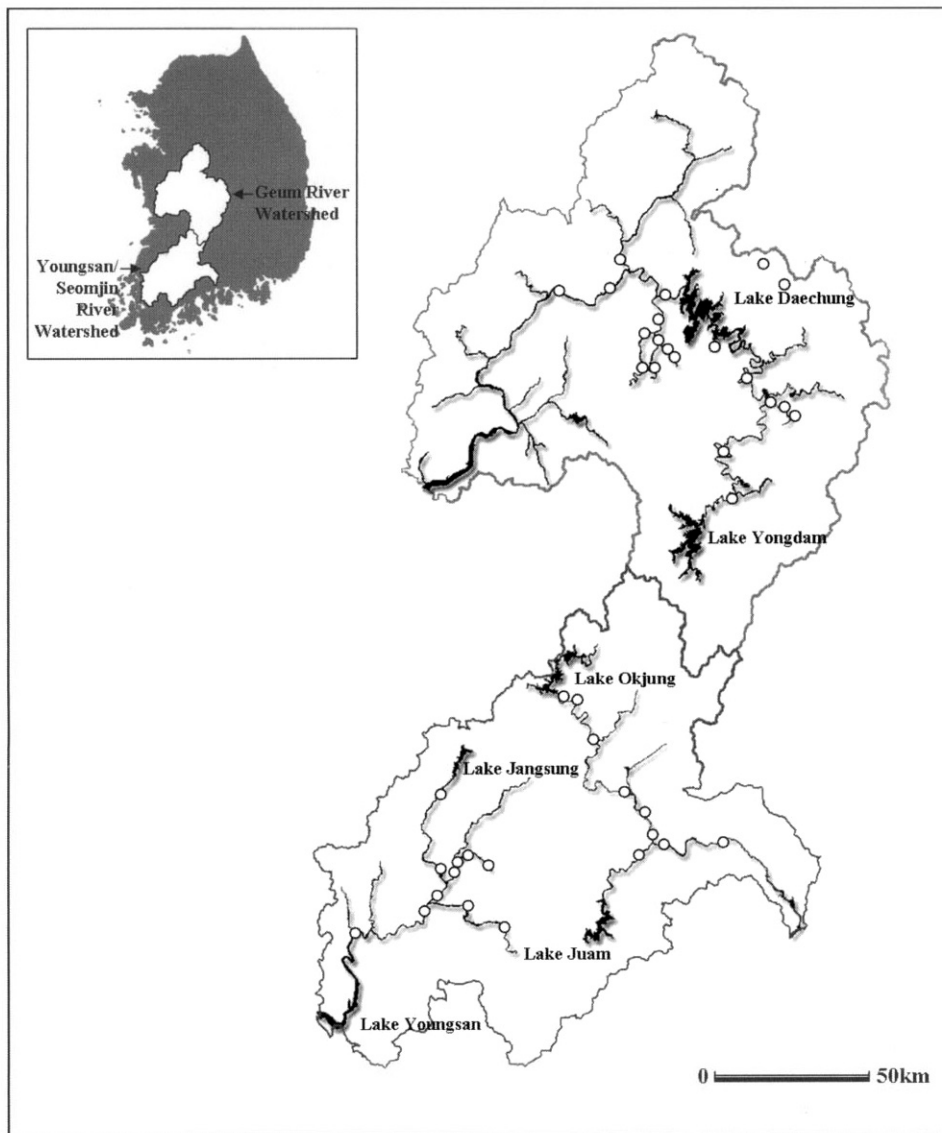 Geum River
Watershed
Youngsan/
Seomjin
River
Watershed
Lake Daechung
Lake Yongdam
Lake Okjung
Lake Jangsung
Lake Juam
Lake Youngsan
0 50km